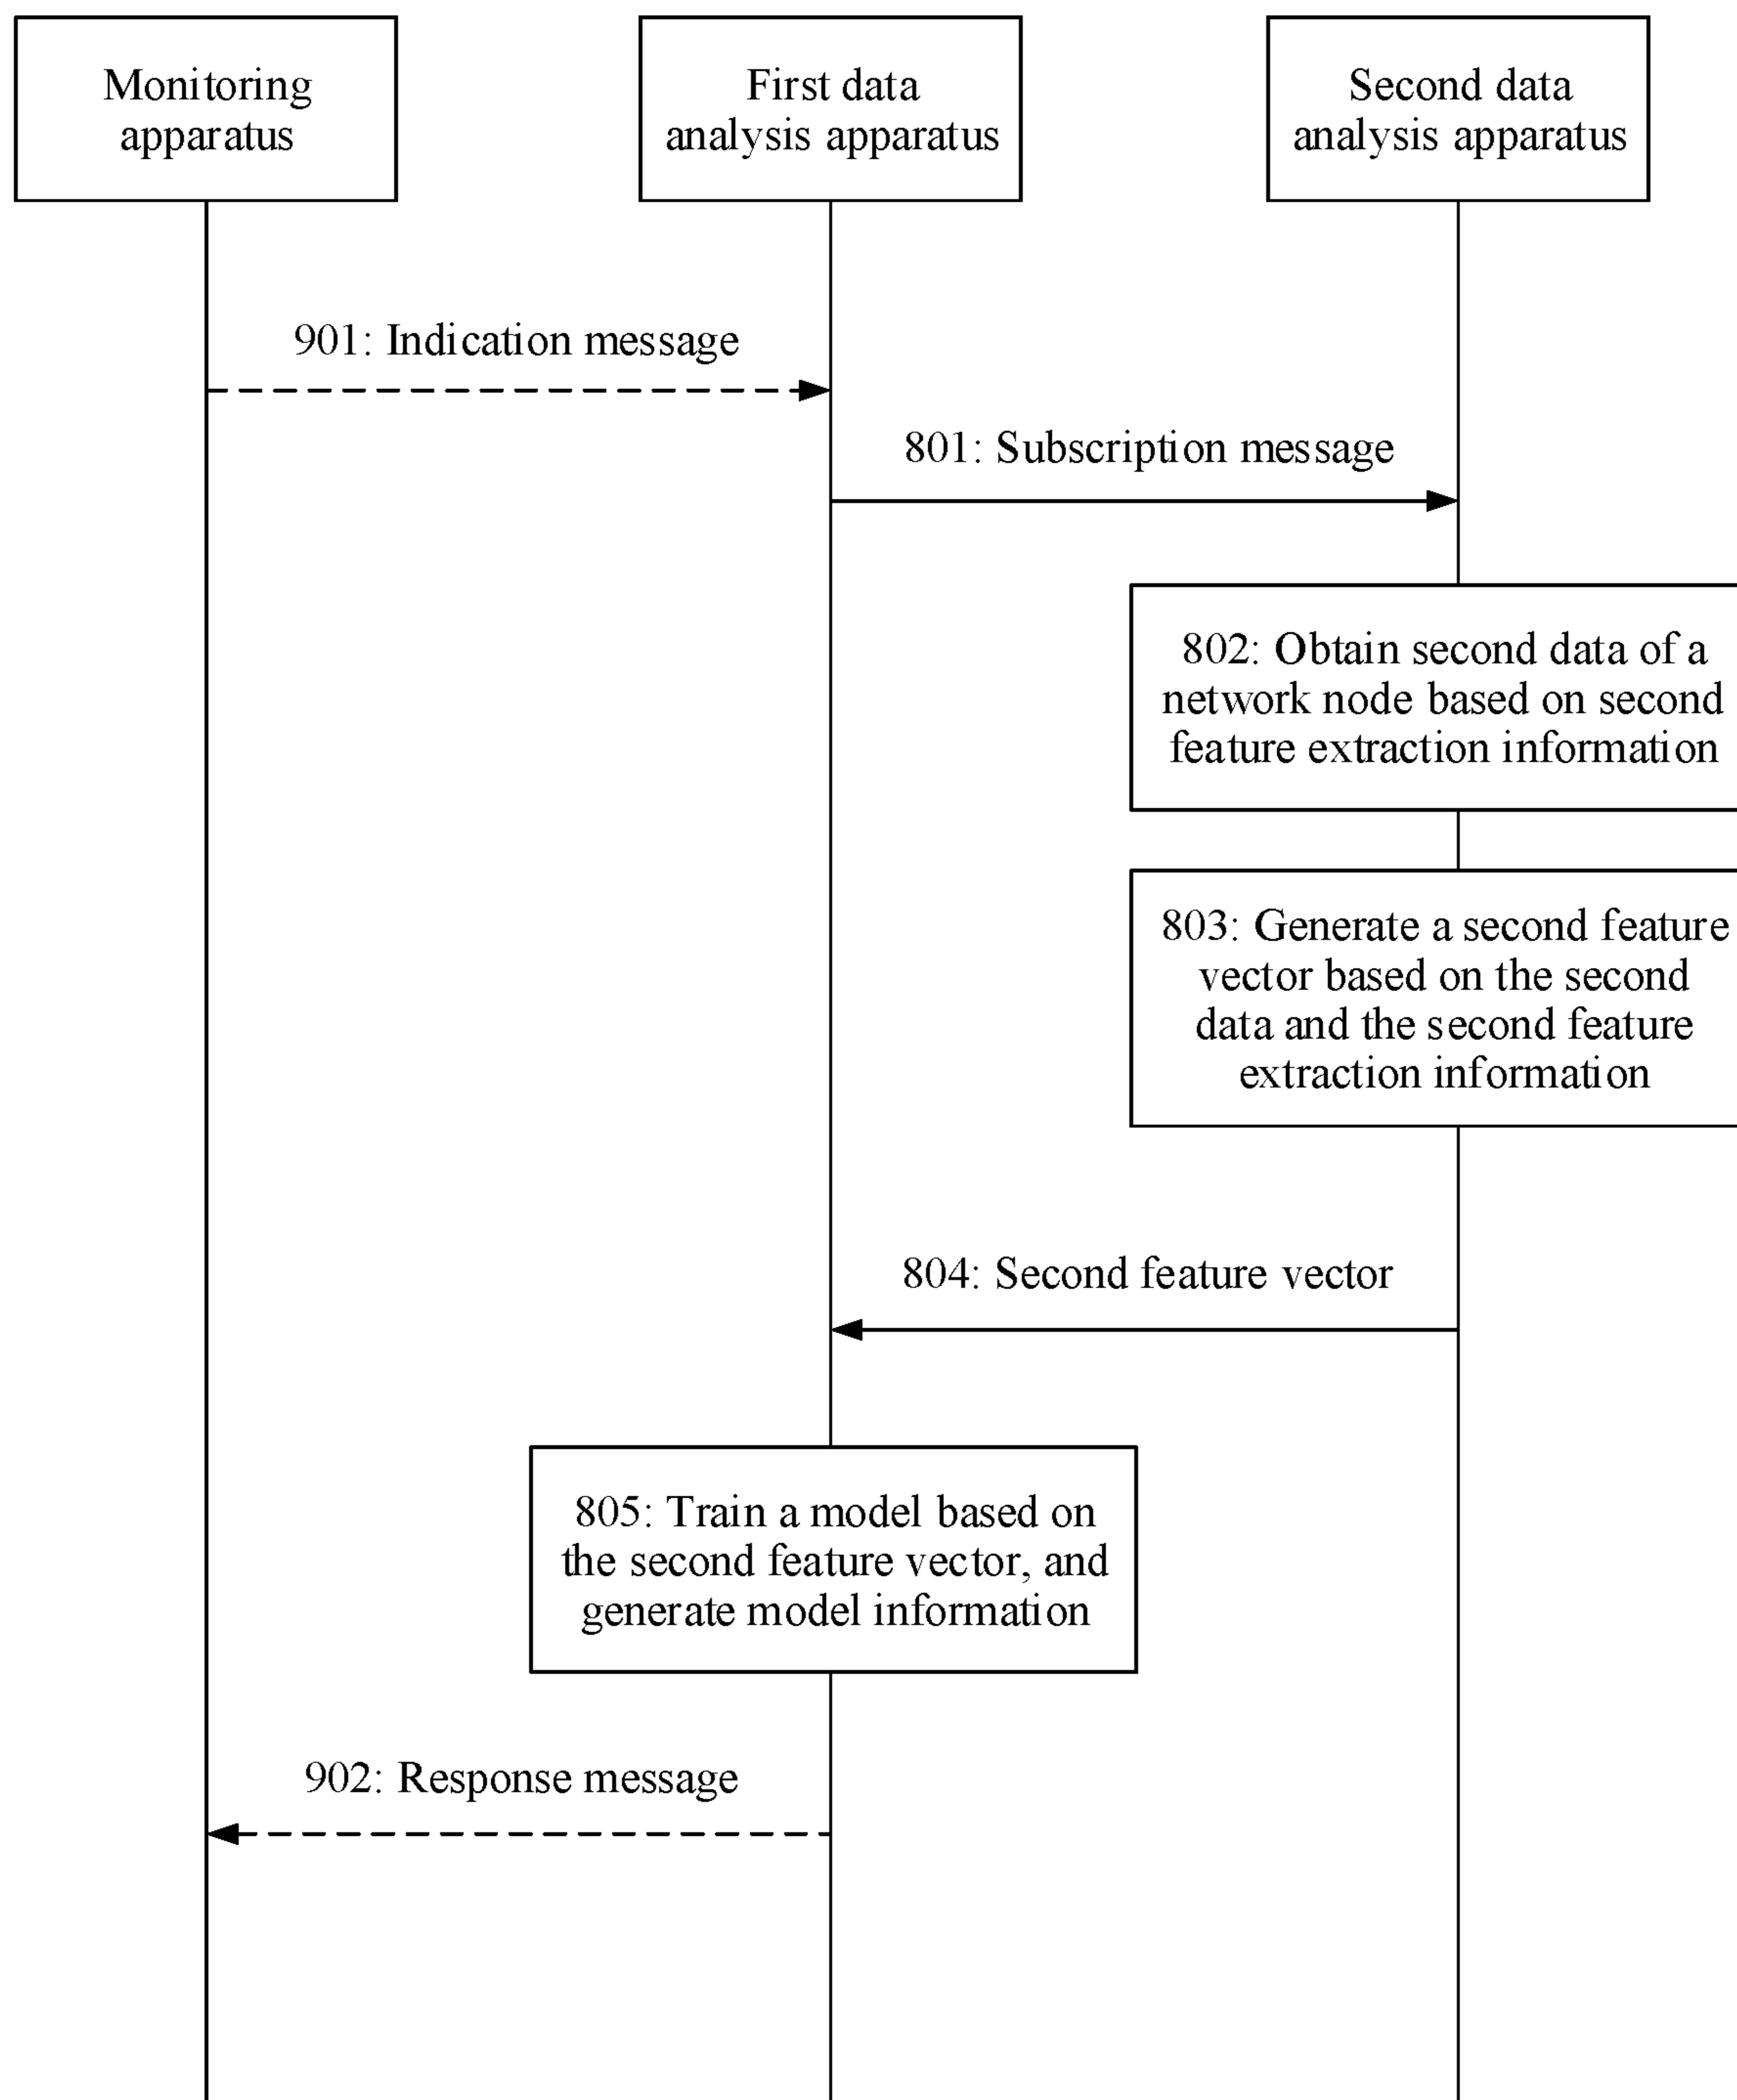 Monitoring
apparatus
First data
analysis apparatus
Second data
analysis apparatus
901: Indication message
801: Subscription message
802: Obtain second data of a
network node based on second
feature extraction information
803: Generate a second feature
vector based on the second
data and the second feature
extraction information
804: Second feature vector
805: Train a model based on
the second feature vector, and
generate model information
902: Response message